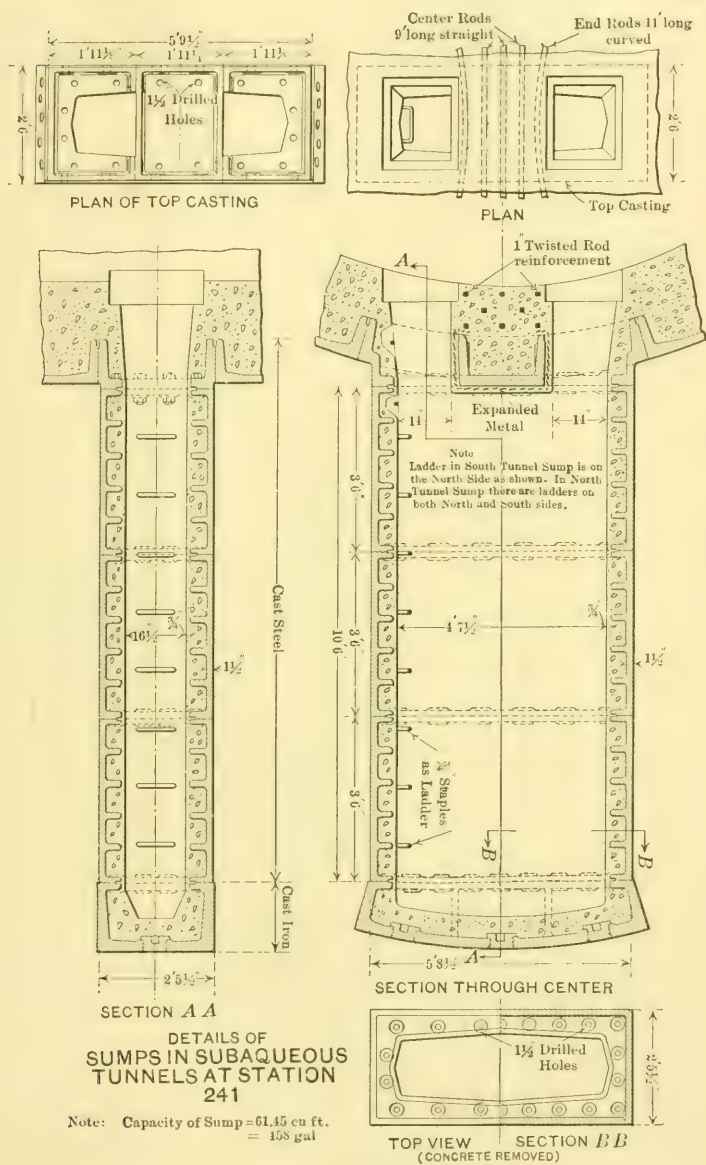 5'9½"
1'11½" 1'11¼ 1'11½
1½ Drilled
Holes
2'6
PLAN OF TOP CASTING
Center Rods
9'long straight
End Rods 11'long
curved
2'6
Top Casting
PLAN
A
1" Twisted Rod
reinforcement
Expanded
Metal
14" 14"
Note
Ladder in South Tunnel Sump is on
the North Side as shown. In North
Tunnel Sump there are ladders on
both North and South sides.
3'6"
3'6"
3'6"
10'6"
4'7½"
¾"
1½"
¾" Staples
as Ladder
B B
A
5'8½"
SECTION THROUGH CENTER
Cast Steel
16½"
¾"
1½"
Cast Iron
2'5½"
SECTION A A
DETAILS OF
SUMPS IN SUBAQUEOUS
TUNNELS AT STATION
241
Note: Capacity of Sump =61.45 cu ft.
= 458 gal
1½ Drilled
Holes
2'5½"
TOP VIEW SECTION B B
(CONCRETE REMOVED)